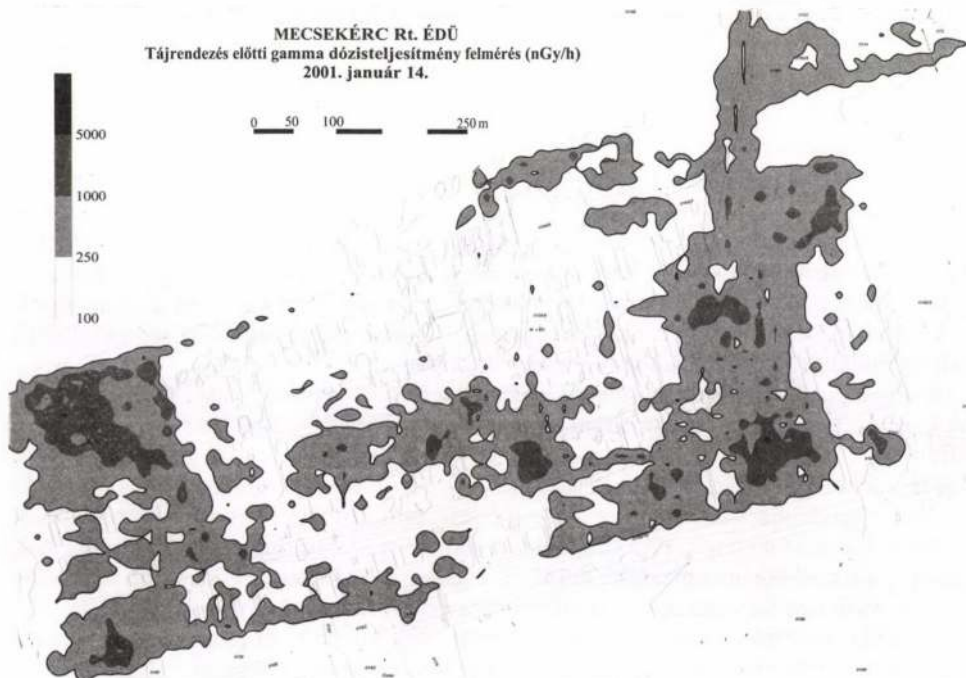 MECSEKÉRC Rt. ÉDÜ
Tájrendezés előtti gamma dózisteljesítmény felmérés (nGy/h)
2001. január 14.
0 50 100 250 m
5000
1000
250
100